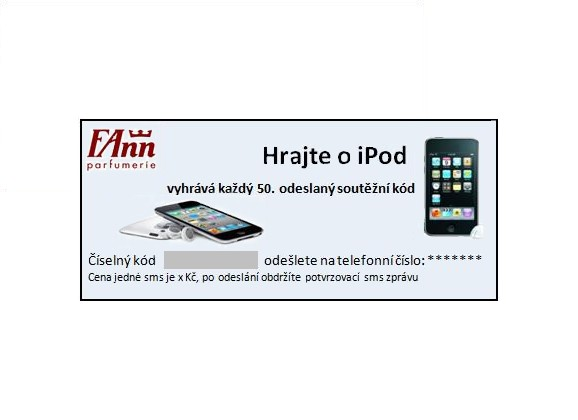 FAnn
parfumerie
Hrajte o iPod
vyhrává každý 50. odeslaný soutěžní kód
Číselný kód odešlete na telefonní číslo: *******
Cena jedné sms je x Kč, po odeslání obdržíte potvrzovací sms zprávu